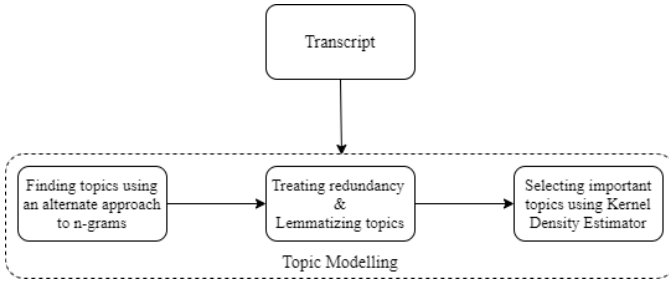 Transcript
Finding topics using
an alternate approach
to n-grams
Treating redundancy
&
Lemmatizing topics
Selecting important
topics using Kernel
Density Estimator
Topic Modelling